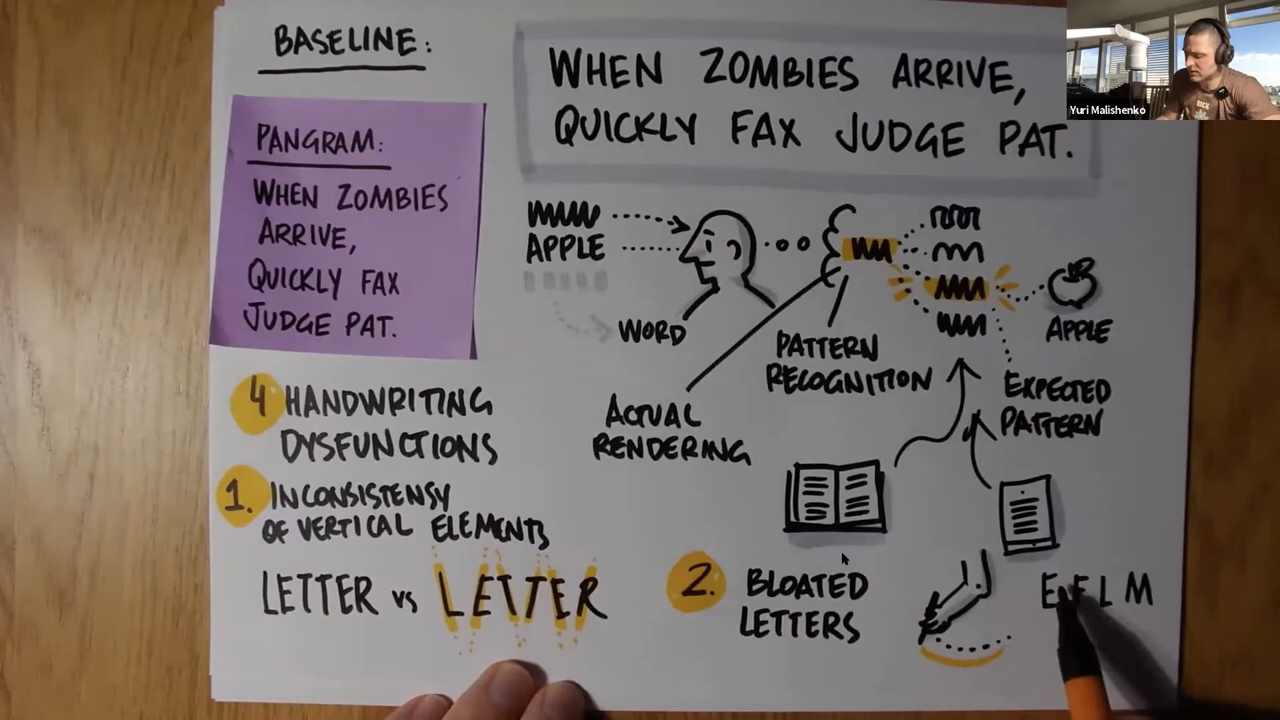 BASELINE:
WHEN ZOMBIES ARRIVE,
QUICKLY FAX JUDGE PAT.
PANGRAM:
WHEN ZOMBIES
ARRIVE,
QUICKLY FAX
JUDGE PAT.
APPLE
WORD
PATTERN
RECOGNITION
ACTUAL
RENDERING
APPLE
EXPECTED
PATTERN
4 HANDWRITING
DYSFUNCTIONS
1. INCONSISTENSY
OF VERTICAL ELEMENTS
LETTER VS LETTER
2. BLOATED
LETTERS
E F L M
Yuri Malishenko